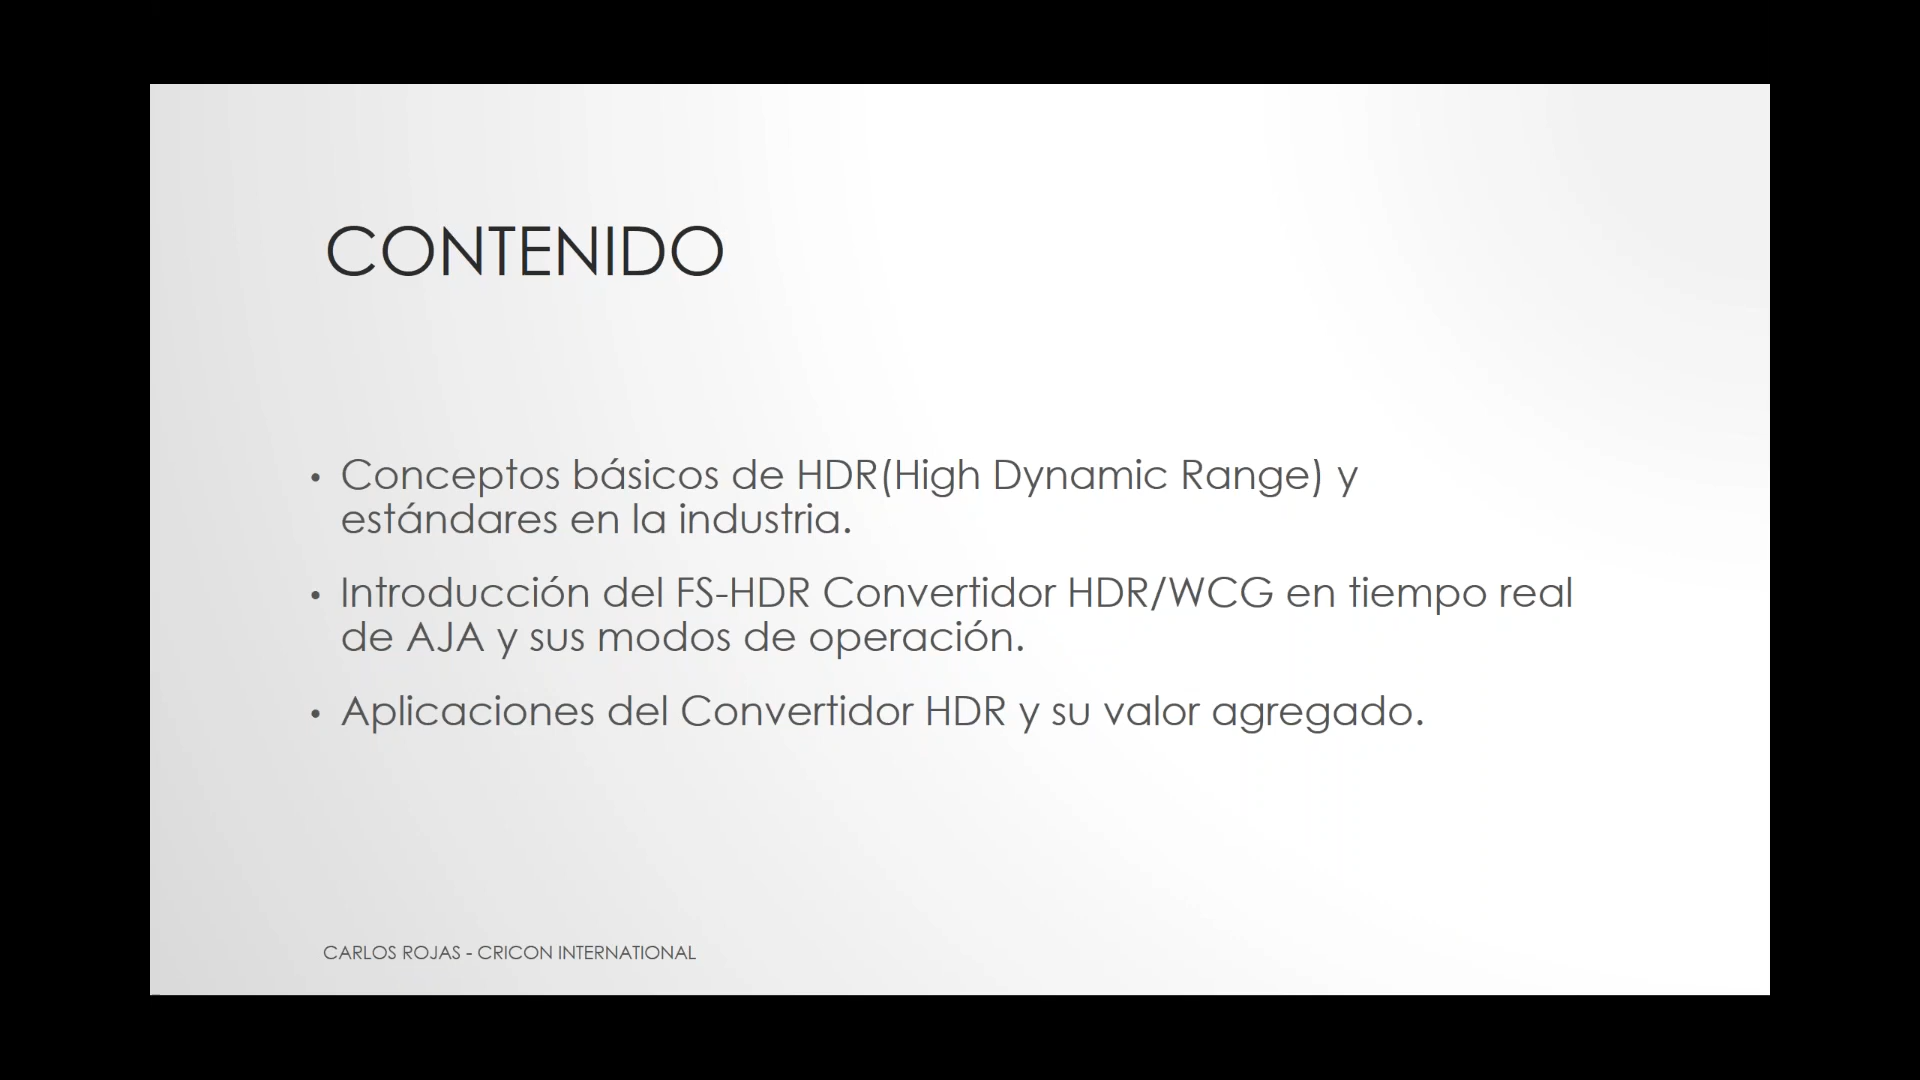 CONTENIDO
• Conceptos básicos de HDR(High Dynamic Range) y
estándares en la industria.
• Introducción del FS-HDR Convertidor HDR/WCG en tiempo real
de AJA y sus modos de operación.
• Aplicaciones del Convertidor HDR y su valor agregado.
CARLOS ROJAS - CRICON INTERNATIONAL